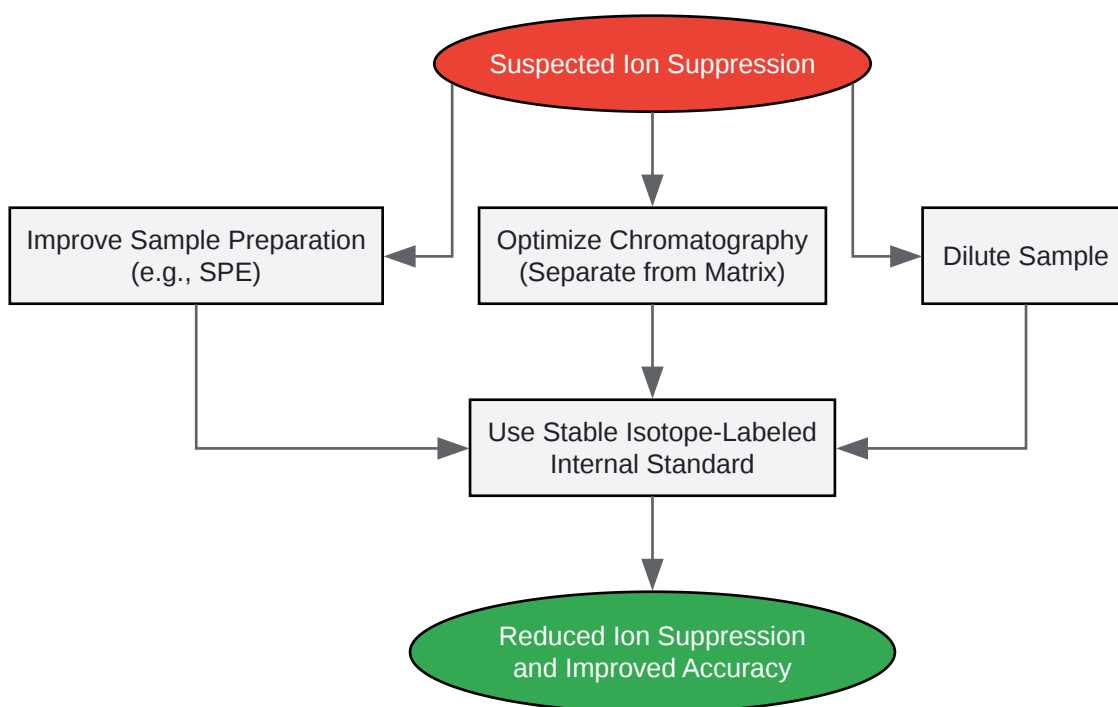 Suspected Ion Suppression
Improve Sample Preparation
(e.g., SPE)
Optimize Chromatography
(Separate from Matrix)
Dilute Sample
Use Stable Isotope-Labeled
Internal Standard
Reduced Ion Suppression
and Improved Accuracy